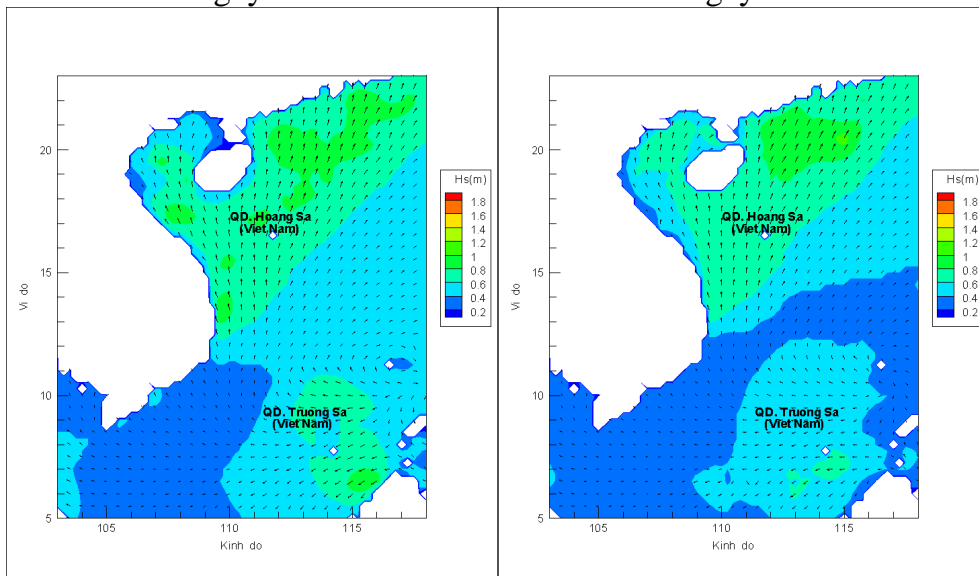 20
15
10
5
105
110
115
Vi do
Kinh do
QD. Hoang Sa
(Viet Nam)
QD. Truong Sa
(Viet Nam)
Hs(m)
1.8
1.6
1.4
1.2
1
0.8
0.6
0.4
0.2
20
15
10
5
105
110
115
Vi do
Kinh do
QD. Hoang Sa
(Viet Nam)
QD. Truong Sa
(Viet Nam)
Hs(m)
1.8
1.6
1.4
1.2
1
0.8
0.6
0.4
0.2